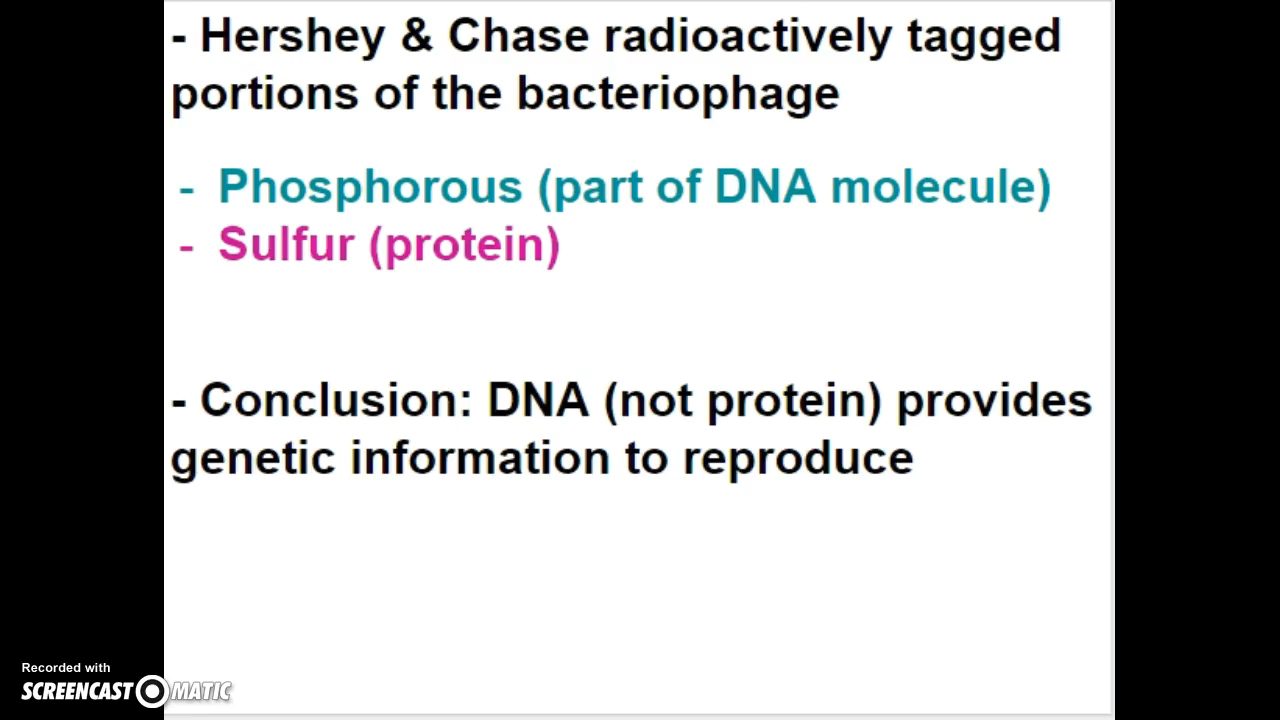 - Hershey & Chase radioactively tagged
portions of the bacteriophage
- Phosphorous (part of DNA molecule)
- Sulfur (protein)
- Conclusion: DNA (not protein) provides
genetic information to reproduce
Recorded with
SCREENCAST MATIC